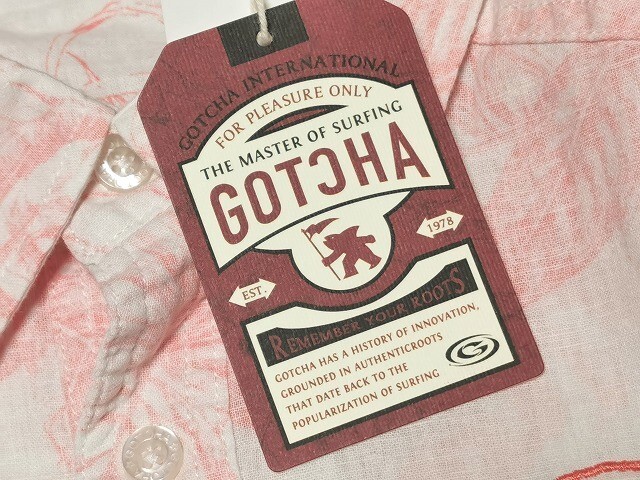 GOTCHA INTERNATIONAL
FOR PLEASURE ONLY
THE MASTER OF SURFING
GOTCHA
EST.
1978
REMEMBER YOUR ROOTS
GOTCHA HAS A HISTORY OF INNOVATION,
GROUNDED IN AUTHENTICROOTS
THAT DATE BACK TO THE
POPULARIZATION OF SURFING